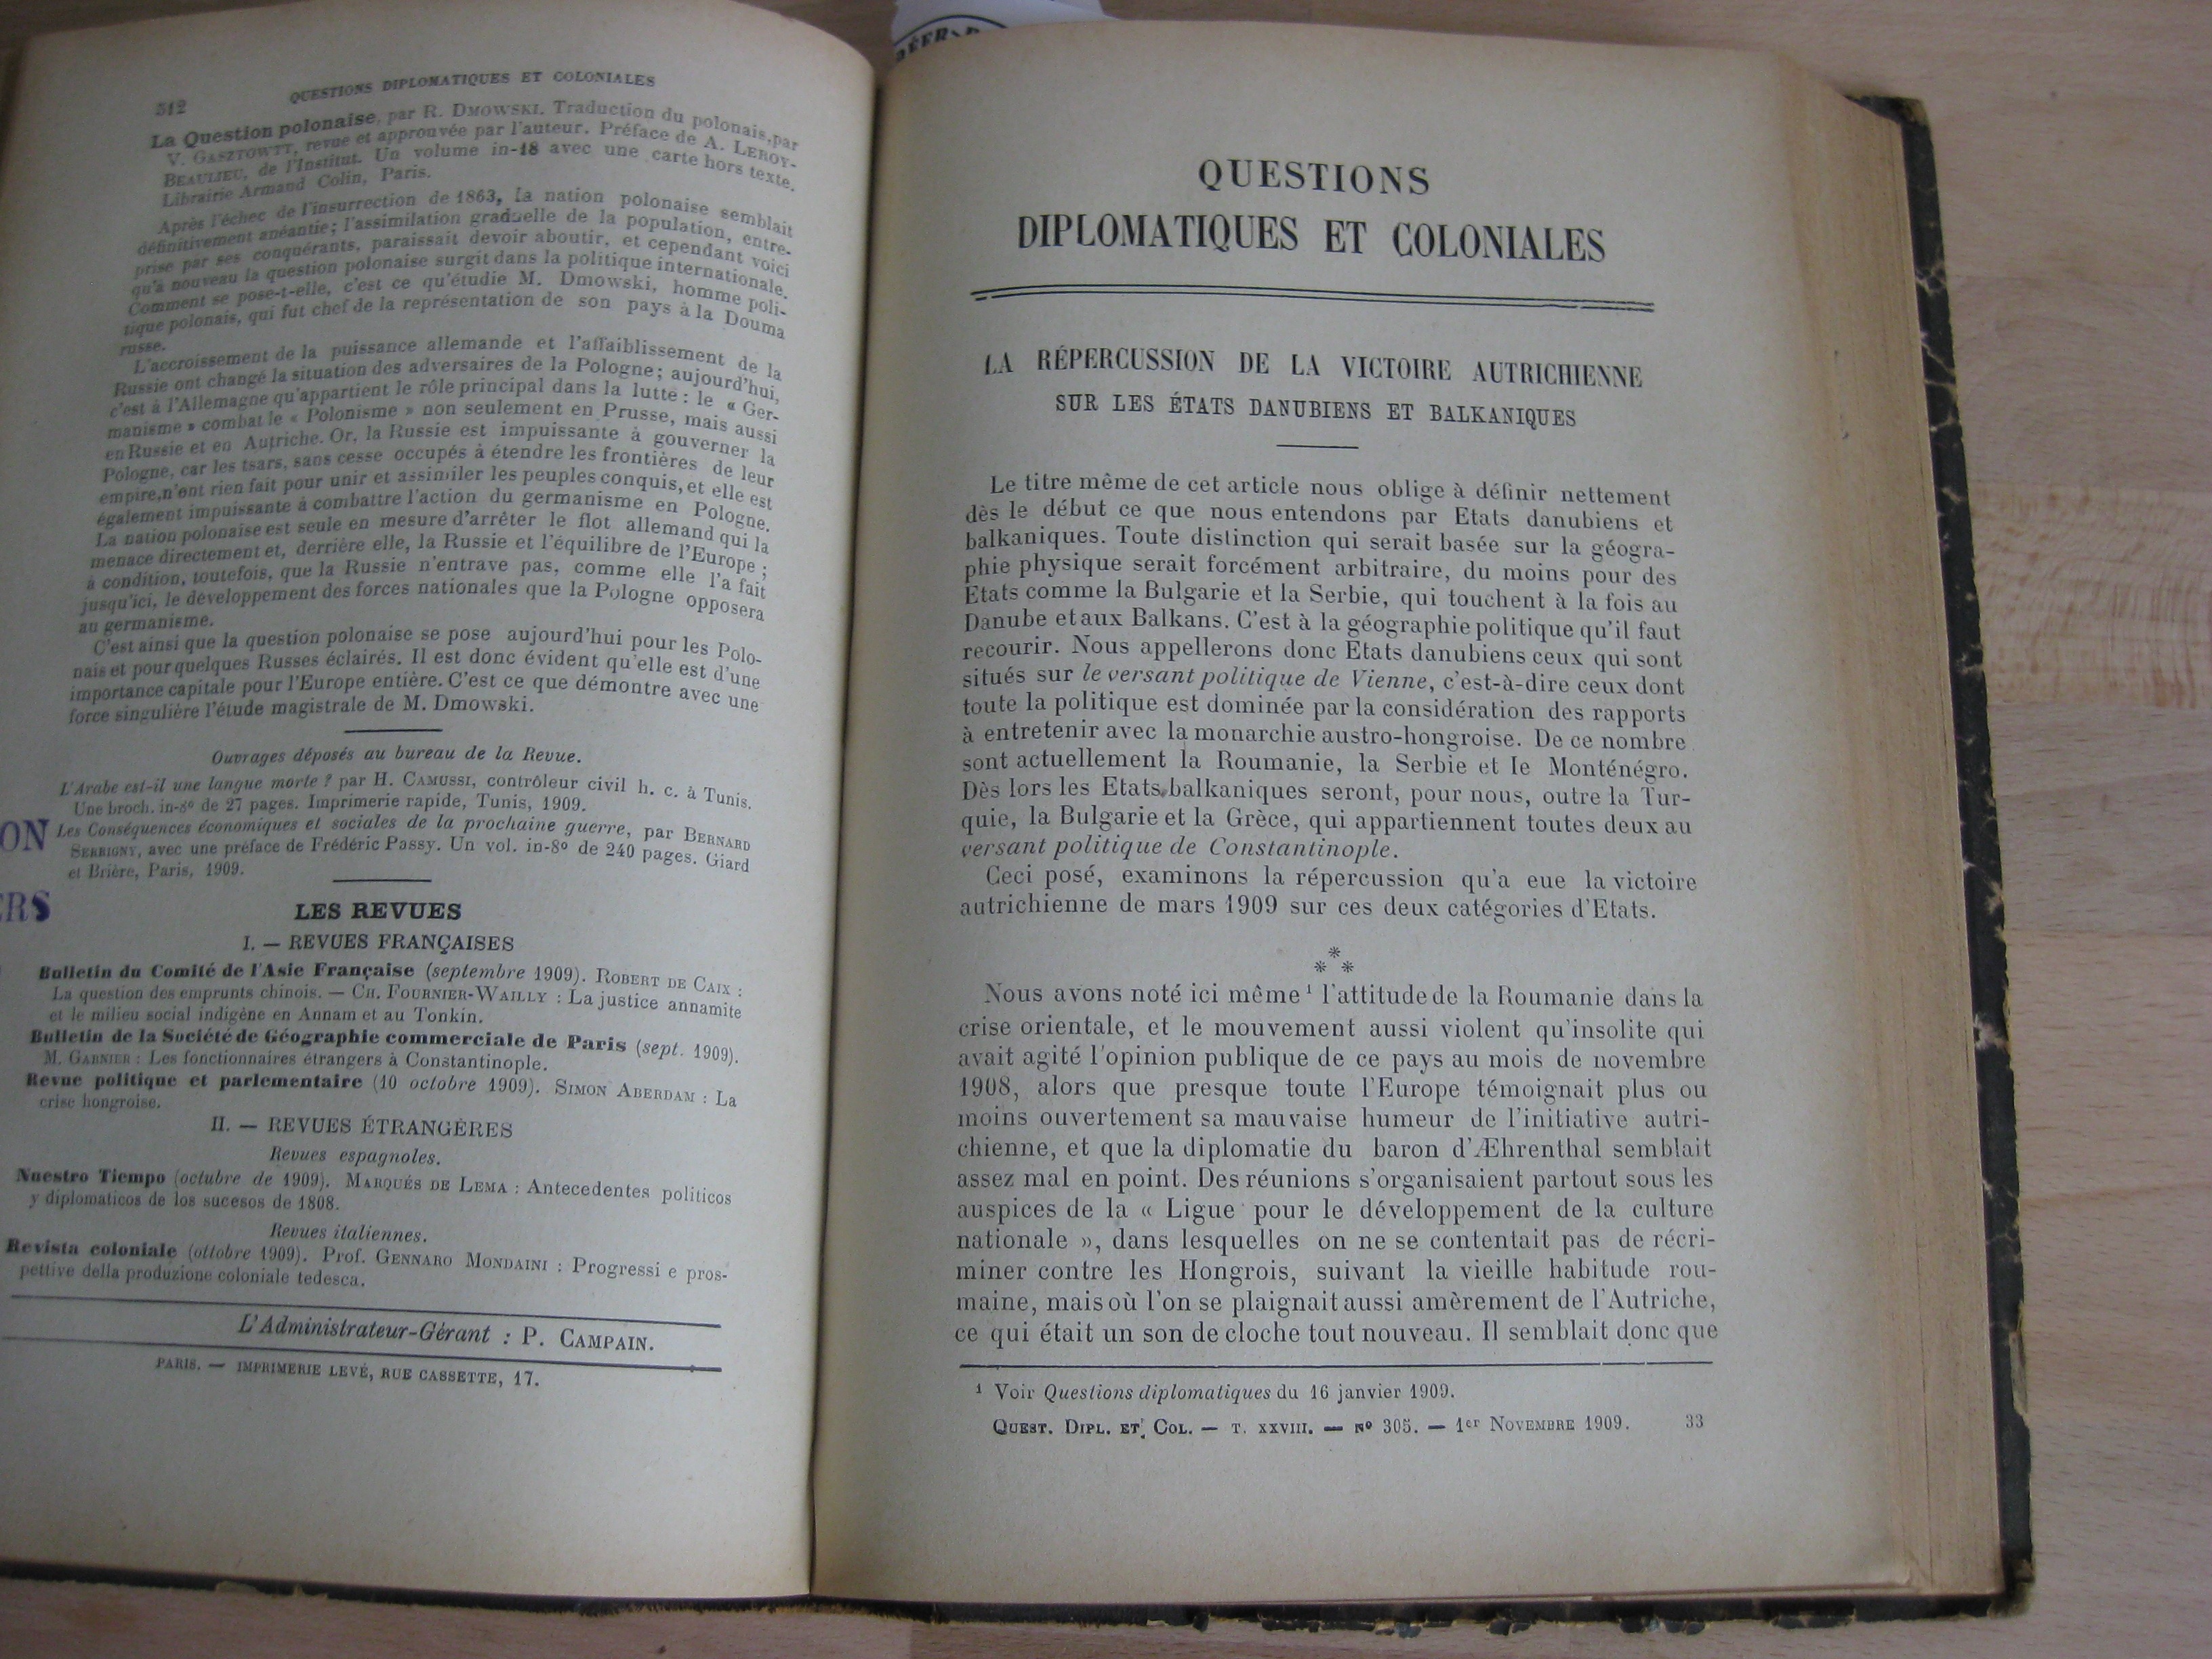 512 QUESTIONS DIPLOMATIQUES ET COLONIALES
La Question polonaise, par R. DMOWSKI. Traduction du polonais, par
V. GASZTOWTT, revue et approuvée par l'auteur. Préface de A. LEROY-
BEAULIEU, de l'Institut. Un volume in-18 avec une carte hors texte.
Librairie Armand Colin, Paris.
Après l'échec de l'insurrection de 1863, la nation polonaise semblait
définitivement anéantie; l'assimilation graduelle de la population, entre-
prise par ses conquérants, paraissait devoir aboutir, et cependant voici
qu'à nouveau la question polonaise surgit dans la politique internationale.
Comment se pose-t-elle, c'est ce qu'étudie M. Dmowski, homme poli-
tique polonais, qui fut chef de la représentation de son pays à la Douma
russe.
L'accroissement de la puissance allemande et l'affaiblissement de la
Russie ont changé la situation des adversaires de la Pologne; aujourd'hui,
c'est à l'Allemagne qu'appartient le rôle principal dans la lutte : le « Ger-
manisme » combat le « Polonisme » non seulement en Prusse, mais aussi
en Russie et en Autriche. Or, la Russie est impuissante à gouverner la
Pologne, car les tsars, sans cesse occupés à étendre les frontières de leur
empire, n'ont rien fait pour unir et assimiler les peuples conquis, et elle est
également impuissante à combattre l'action du germanisme en Pologne.
La nation polonaise est seule en mesure d'arrêter le flot allemand qui la
menace directement et, derrière elle, la Russie et l'équilibre de l'Europe;
à condition, toutefois, que la Russie n'entrave pas, comme elle l'a fait
jusqu'ici, le développement des forces nationales que la Pologne opposera
au germanisme.
C'est ainsi que la question polonaise se pose aujourd'hui pour les Polo-
nais et pour quelques Russes éclairés. Il est donc évident qu'elle est d'une
importance capitale pour l'Europe entière. C'est ce que démontre avec une
force singulière l'étude magistrale de M. Dmowski.
Ouvrages déposés au bureau de la Revue.
L'Arabe est-il une langue morte ? par H. CAMUSSI, contrôleur civil h. c. à Tunis.
Une broch. in-8° de 27 pages. Imprimerie rapide, Tunis, 1909.
Les Conséquences économiques et sociales de la prochaine guerre, par BERNARD
SERRIGNY, avec une préface de Frédéric Passy. Un vol. in-8° de 240 pages. Giard
et Brière, Paris, 1909.
ON
ERS
LES REVUES
I. — REVUES FRANÇAISES
Bulletin du Comité de l'Asie Française (septembre 1909). ROBERT DE CAIX :
La question des emprunts chinois. — CH. FOURNIER-WAILLY : La justice annamite
et le milieu social indigène en Annam et au Tonkin.
Bulletin de la Société de Géographie commerciale de Paris (sept. 1909).
M. GARNIER : Les fonctionnaires étrangers à Constantinople.
Revue politique et parlementaire (10 octobre 1909). SIMON ABERDAM : La
crise hongroise.
II. — REVUES ÉTRANGÈRES
Revues espagnoles.
Nuestro Tiempo (octubre de 1909). MARQUÉS DE LEMA : Antecedentes politicos
y diplomaticos de los sucesos de 1808.
Revues italiennes.
Revista coloniale (ottobre 1909). Prof. GENNARO MONDAINI : Progressi e pros-
pettive della produzione coloniale tedesca.
L'Administrateur-Gérant : P. CAMPAIN.
PARIS. — IMPRIMERIE LEVÉ, RUE CASSETTE, 17.
QUESTIONS
DIPLOMATIQUES ET COLONIALES
LA RÉPERCUSSION DE LA VICTOIRE AUTRICHIENNE
SUR LES ÉTATS DANUBIENS ET BALKANIQUES
Le titre même de cet article nous oblige à définir nettement
dès le début ce que nous entendons par Etats danubiens et
balkaniques. Toute distinction qui serait basée sur la géogra-
phie physique serait forcément arbitraire, du moins pour des
Etats comme la Bulgarie et la Serbie, qui touchent à la fois au
Danube et aux Balkans. C'est à la géographie politique qu'il faut
recourir. Nous appellerons donc Etats danubiens ceux qui sont
situés sur le versant politique de Vienne, c'est-à-dire ceux dont
toute la politique est dominée par la considération des rapports
à entretenir avec la monarchie austro-hongroise. De ce nombre
sont actuellement la Roumanie, la Serbie et le Monténégro.
Dès lors les Etats balkaniques seront, pour nous, outre la Tur-
quie, la Bulgarie et la Grèce, qui appartiennent toutes deux au
versant politique de Constantinople.
Ceci posé, examinons la répercussion qu'a eue la victoire
autrichienne de mars 1909 sur ces deux catégories d'Etats.
*
* *
Nous avons noté ici même¹ l'attitude de la Roumanie dans la
crise orientale, et le mouvement aussi violent qu'insolite qui
avait agité l'opinion publique de ce pays au mois de novembre
1908, alors que presque toute l'Europe témoignait plus ou
moins ouvertement sa mauvaise humeur de l'initiative autri-
chienne, et que la diplomatie du baron d'Æhrenthal semblait
assez mal en point. Des réunions s'organisaient partout sous les
auspices de la « Ligue pour le développement de la culture
nationale », dans lesquelles on ne se contentait pas de récri-
miner contre les Hongrois, suivant la vieille habitude rou-
maine, mais où l'on se plaignait aussi amèrement de l'Autriche,
ce qui était un son de cloche tout nouveau. Il semblait donc que
¹ Voir Questions diplomatiques du 16 janvier 1909.
QUEST. DIPL. ET COL. — T. XXVIII. — N° 305. — 1er NOVEMBRE 1909. 33